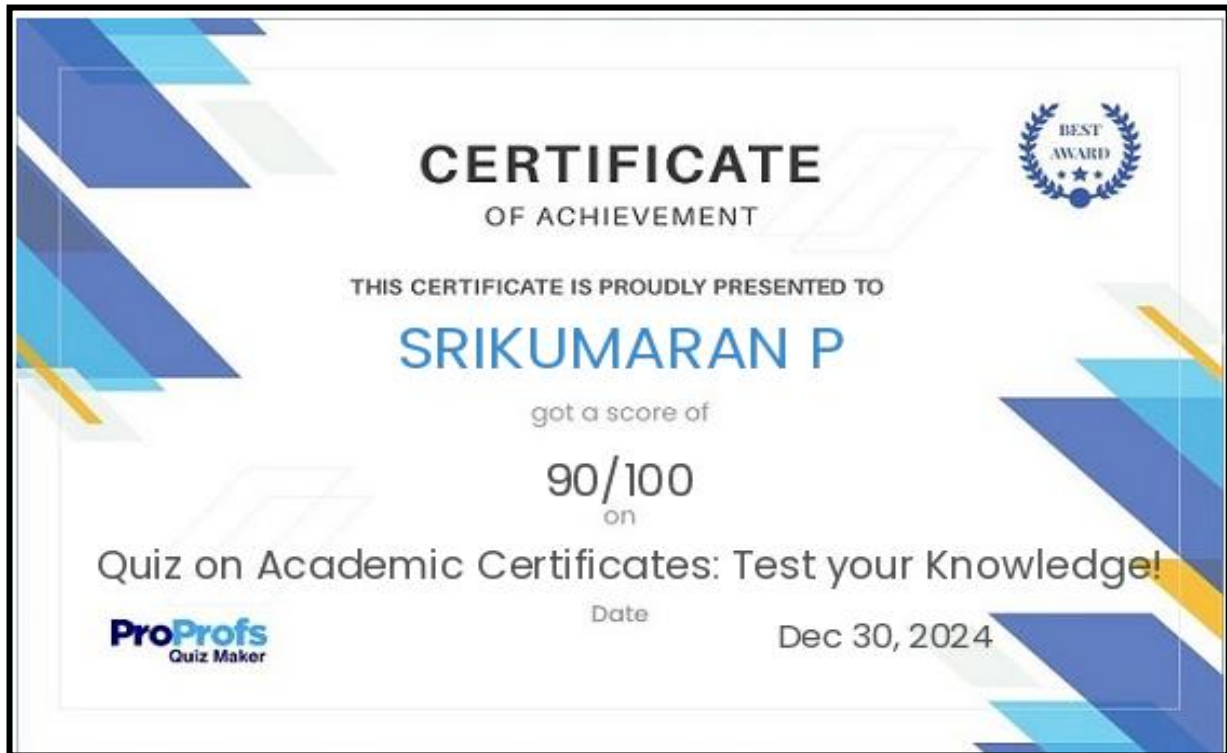 BEST
AWARD
CERTIFICATE
OF ACHIEVEMENT
THIS CERTIFICATE IS PROUDLY PRESENTED TO
SRIKUMARAN P
got a score of
90/100
on
Quiz on Academic Certificates: Test your Knowledge!
Date
Dec 30, 2024
ProProfs
Quiz Maker